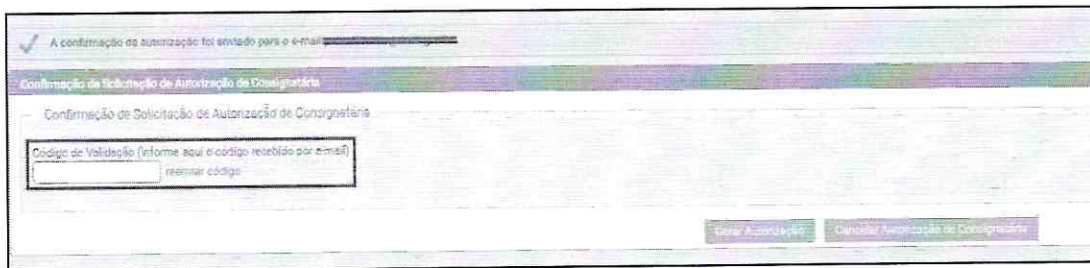 A confirmação da autorização foi enviado para o e-mail
Confirmação de Solicitação de Autorização de Consignatária
Confirmação de Solicitação de Autorização de Consignatária
Código de Validação (informe aqui o código recebido por e-mail)
reenviar código
Gerar Autorização Cancelar Autorização de Consignatária